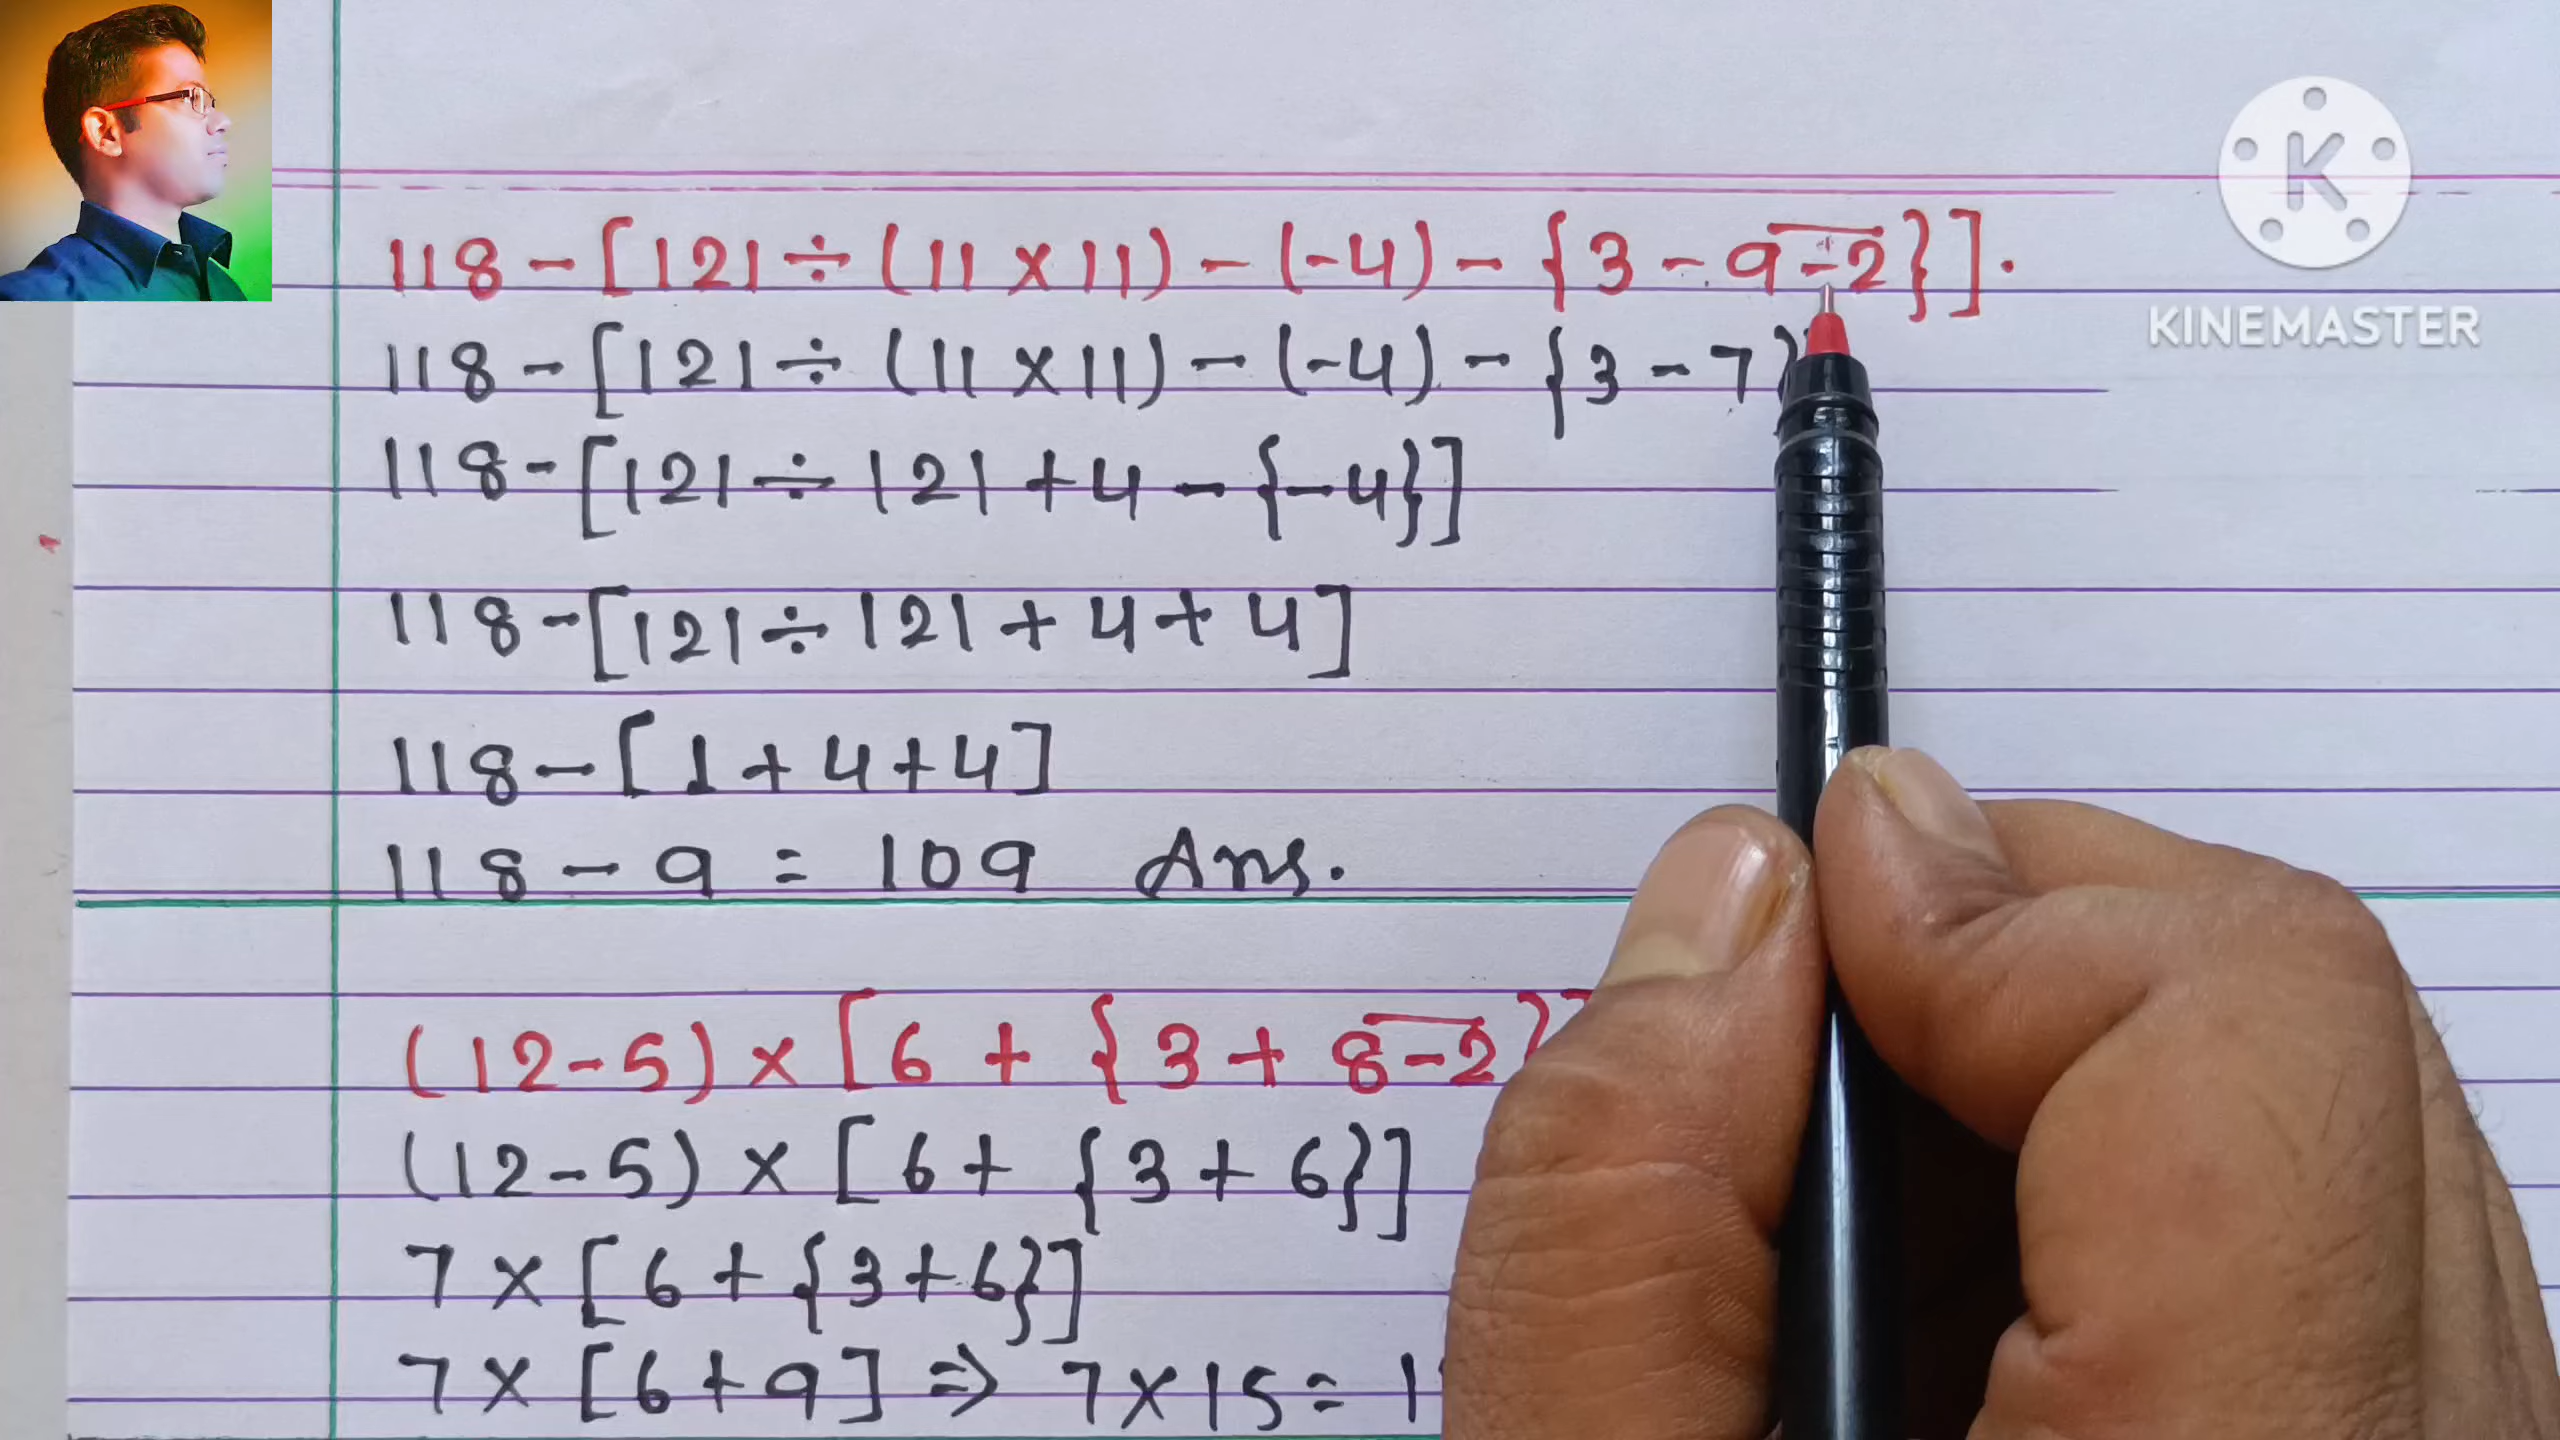 118 - [121 ÷ (11 × 11) - (-4) - {3 - 9̅ ̅-̅ ̅2̅}].
KINEMASTER
118 - [121 ÷ (11 × 11) - (-4) - {3 - 7}
118 - [121 ÷ 121 + 4 - {-4}]
118 - [121 ÷ 121 + 4 + 4]
118 - [1 + 4 + 4]
118 - 9 = 109 Ans.
(12 - 5) × [6 + {3 + 8̅ ̅-̅ ̅2̅}]
(12 - 5) × [6 + {3 + 6}]
7 × [6 + {3 + 6}]
7 × [6 + 9] ⇒ 7 × 15 = 1